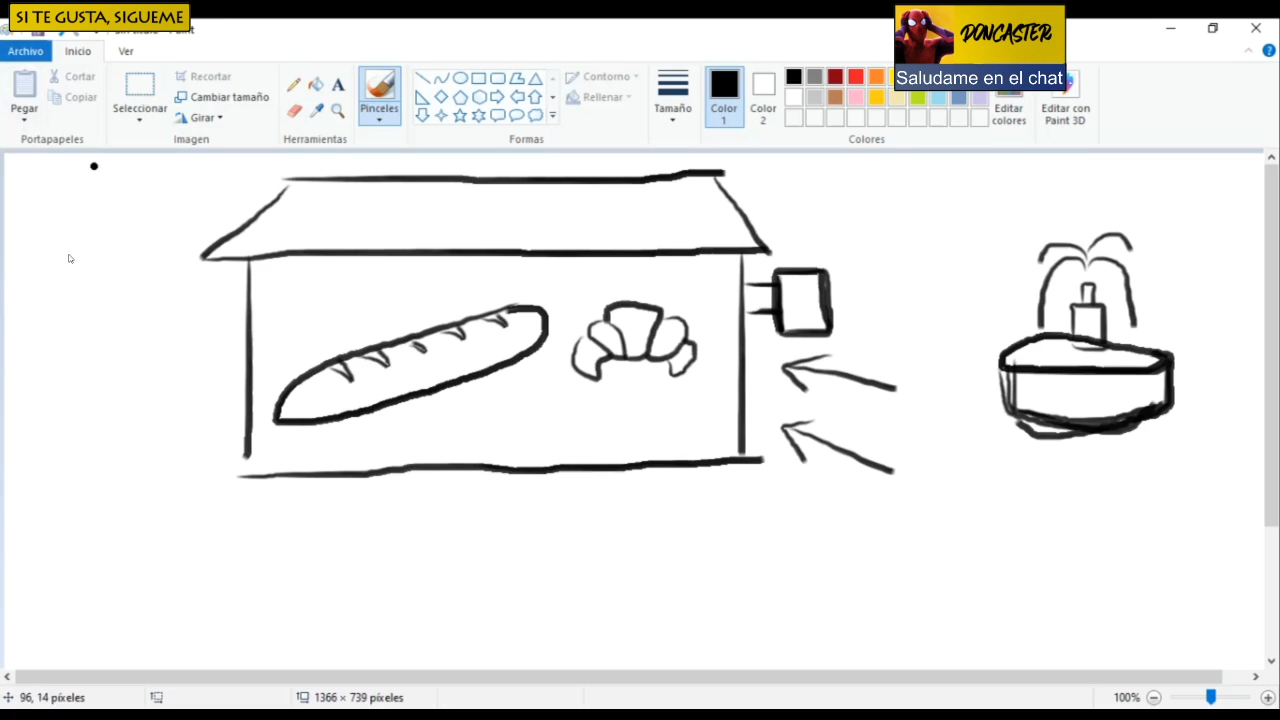 SI TE GUSTA, SIGUEME
DONCASTER
Saludame en el chat
Archivo
Inicio
Ver
Pegar
Cortar
Copiar
Portapapeles
Seleccionar
Recortar
Cambiar tamaño
Girar
Imagen
Herramientas
Pinceles
Contorno
Rellenar
Formas
Tamaño
Color
1
Color
2
Editar
colores
Editar con
Paint 3D
Colores
96, 14 píxeles
1366 × 739 píxeles
100%